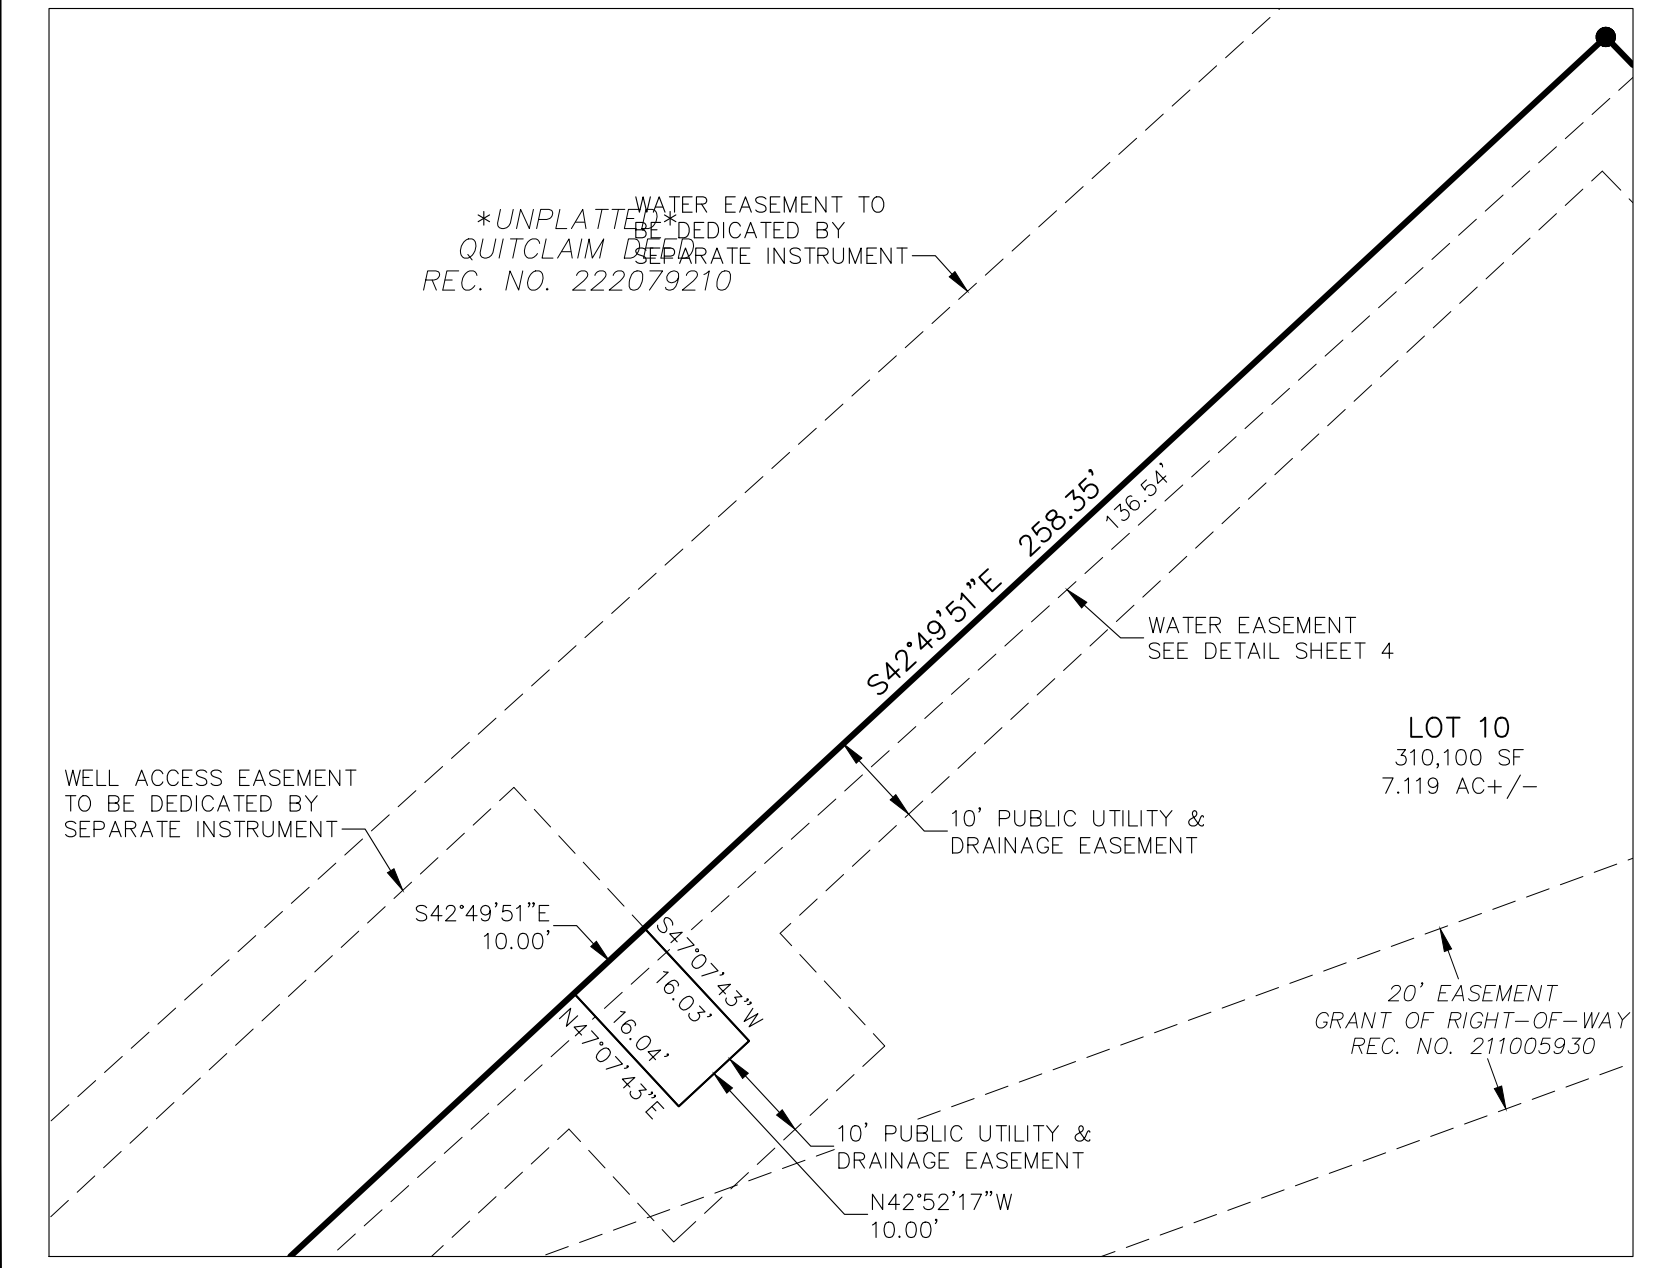 *UNPLATTED*
QUITCLAIM DEED
REC. NO. 222079210
WATER EASEMENT TO
BE DEDICATED BY
SEPARATE INSTRUMENT
S42°49'51"E 258.35'
136.54'
WATER EASEMENT
SEE DETAIL SHEET 4
LOT 10
310,100 SF
7.119 AC+/-
WELL ACCESS EASEMENT
TO BE DEDICATED BY
SEPARATE INSTRUMENT
10' PUBLIC UTILITY &
DRAINAGE EASEMENT
S42°49'51"E
10.00'
S47°07'43"W
16.03'
16.04'
N47°07'43"E
20' EASEMENT
GRANT OF RIGHT-OF-WAY
REC. NO. 211005930
10' PUBLIC UTILITY &
DRAINAGE EASEMENT
N42°52'17"W
10.00'